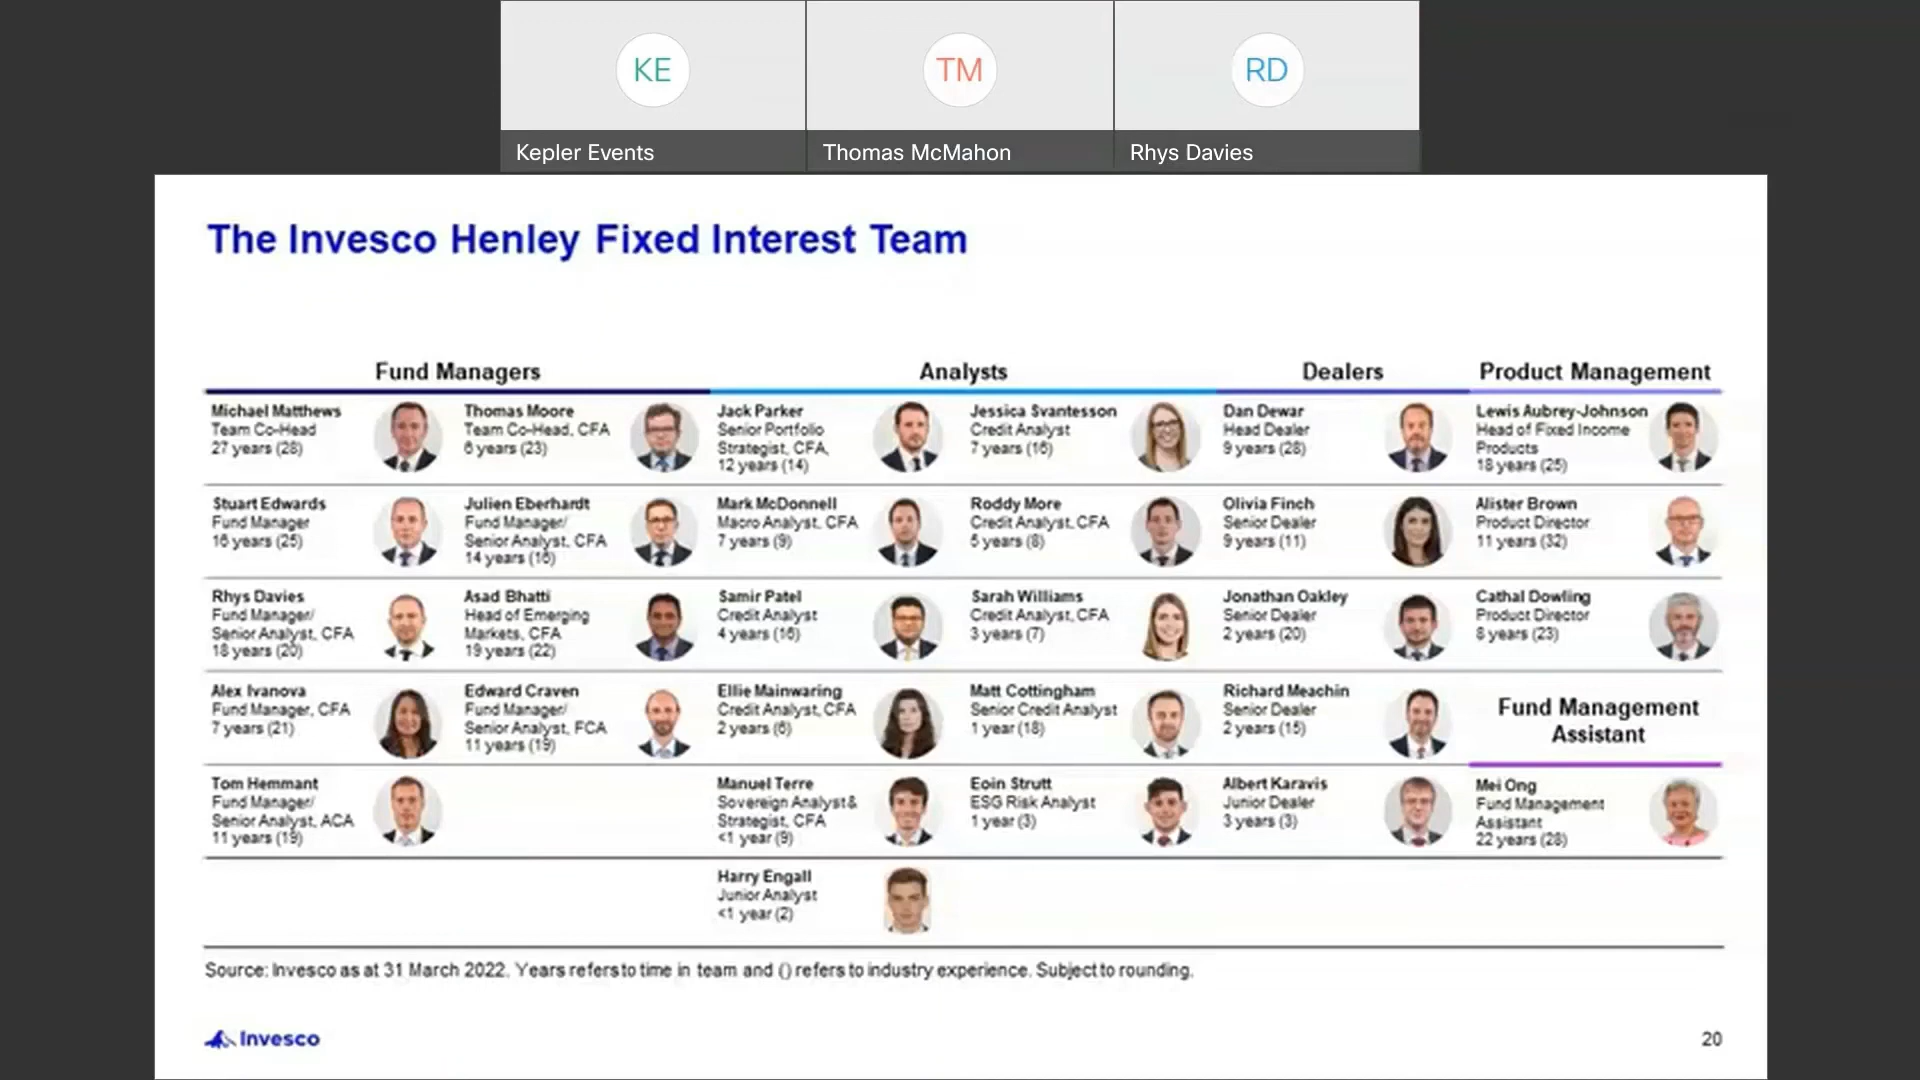 KE
TM
RD
Kepler Events
Thomas McMahon
Rhys Davies
The Invesco Henley Fixed Interest Team
Fund Managers
Analysts
Dealers
Product Management
Michael Matthews
Team Co-Head
27 years (28)
Thomas Moore
Team Co-Head, CFA
6 years (23)
Jack Parker
Senior Portfolio
Strategist, CFA,
12 years (14)
Jessica Svantesson
Credit Analyst
7 years (16)
Dan Dewar
Head Dealer
9 years (28)
Lewis Aubrey-Johnson
Head of Fixed Income
Products
18 years (25)
Stuart Edwards
Fund Manager
16 years (25)
Julien Eberhardt
Fund Manager/
Senior Analyst, CFA
14 years (16)
Mark McDonnell
Macro Analyst, CFA
7 years (9)
Roddy More
Credit Analyst, CFA
5 years (8)
Olivia Finch
Senior Dealer
9 years (11)
Alister Brown
Product Director
11 years (32)
Rhys Davies
Fund Manager/
Senior Analyst, CFA
18 years (20)
Asad Bhatti
Head of Emerging
Markets, CFA
19 years (22)
Samir Patel
Credit Analyst
4 years (16)
Sarah Williams
Credit Analyst, CFA
3 years (7)
Jonathan Oakley
Senior Dealer
2 years (20)
Cathal Dowling
Product Director
8 years (23)
Alex Ivanova
Fund Manager, CFA
7 years (21)
Edward Craven
Fund Manager/
Senior Analyst, FCA
11 years (19)
Ellie Mainwaring
Credit Analyst, CFA
2 years (6)
Matt Cottingham
Senior Credit Analyst
1 year (18)
Richard Meachin
Senior Dealer
2 years (15)
Fund Management
Assistant
Tom Hemmant
Fund Manager/
Senior Analyst, ACA
11 years (19)
Manuel Terre
Sovereign Analyst &
Strategist, CFA
<1 year (9)
Eoin Strutt
ESG Risk Analyst
1 year (3)
Albert Karavis
Junior Dealer
3 years (3)
Mei Ong
Fund Management
Assistant
22 years (28)
Harry Engall
Junior Analyst
<1 year (2)
Source: Invesco as at 31 March 2022. Years refers to time in team and () refers to industry experience. Subject to rounding.
Invesco
20